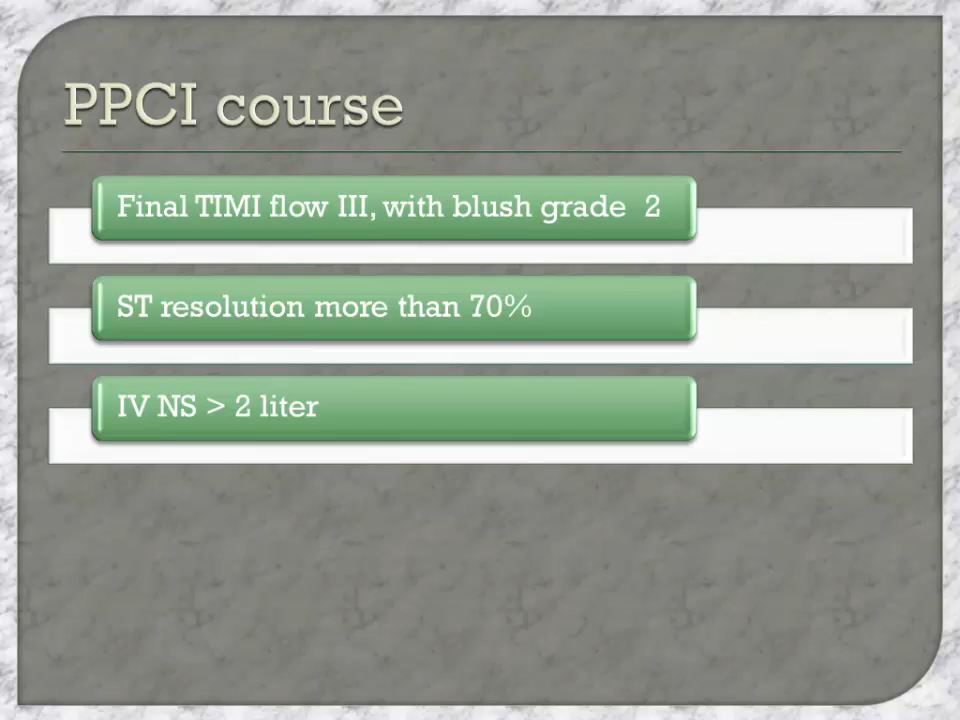 PPCI course
Final TIMI flow III, with blush grade  2
ST resolution more than 70%
IV NS > 2 liter